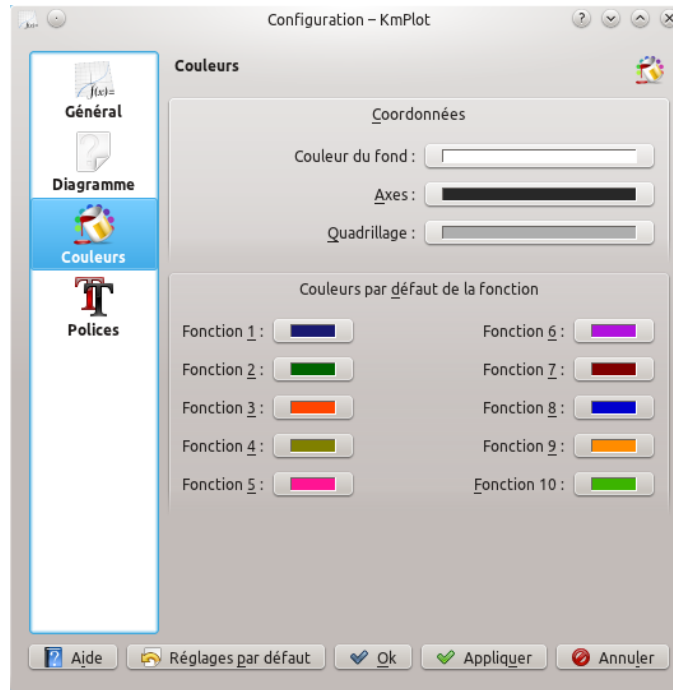 Configuration – KmPlot
Général
Diagramme
Couleurs
Polices
Couleurs
Coordonnées
Couleur du fond :
Axes :
Quadrillage :
Couleurs par défaut de la fonction
Fonction 1 :
Fonction 2 :
Fonction 3 :
Fonction 4 :
Fonction 5 :
Fonction 6 :
Fonction 7 :
Fonction 8 :
Fonction 9 :
Fonction 10 :
Aide
Réglages par défaut
Ok
Appliquer
Annuler